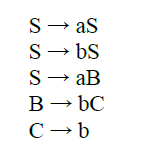 S → aS
S → bS
S → aB
B → bC
C → b